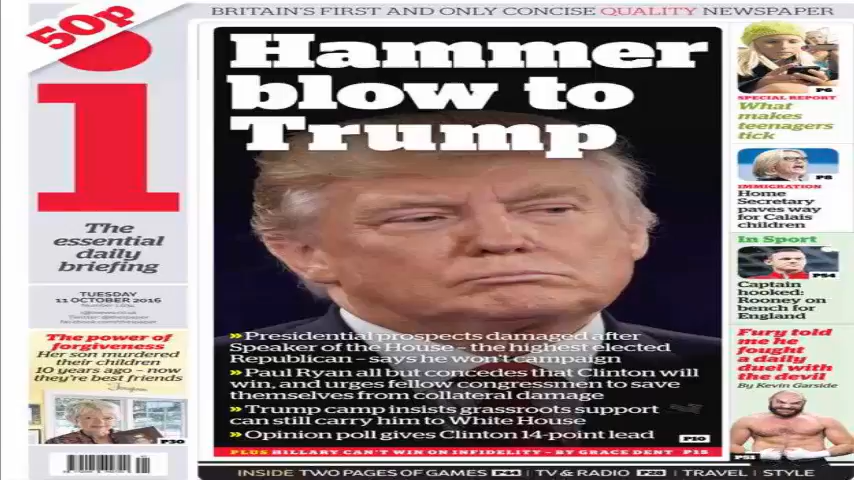 BRITAIN'S FIRST AND ONLY CONCISE QUALITY NEWSPAPER
50p
i
The
essential
daily
briefing
TUESDAY
11 OCTOBER 2016
The power of
forgiveness
Her son murdered
their children
10 years ago – now
they're best friends
P30
Hammer
blow to
Trump
»Presidential prospects damaged after
Speaker of the House – the highest elected
Republican – says he won't campaign
»Paul Ryan all but concedes that Clinton will
win, and urges fellow congressmen to save
themselves from collateral damage
»Trump camp insists grassroots support
can still carry him to White House
»Opinion poll gives Clinton 14-point lead
P10
PLUS HILLARY CAN'T WIN ON INFIDELITY – BY GRACE DENT P15
P6
SPECIAL REPORT
What
makes
teenagers
tick
P8
IMMIGRATION
Home
Secretary
paves way
for Calais
children
In Sport
P54
Captain
hooked:
Rooney on
bench for
England
Fury told
me he
fought
a daily
duel with
the devil
By Kevin Garside
P51
INSIDE TWO PAGES OF GAMES P44 | TV & RADIO P28 | TRAVEL | STYLE